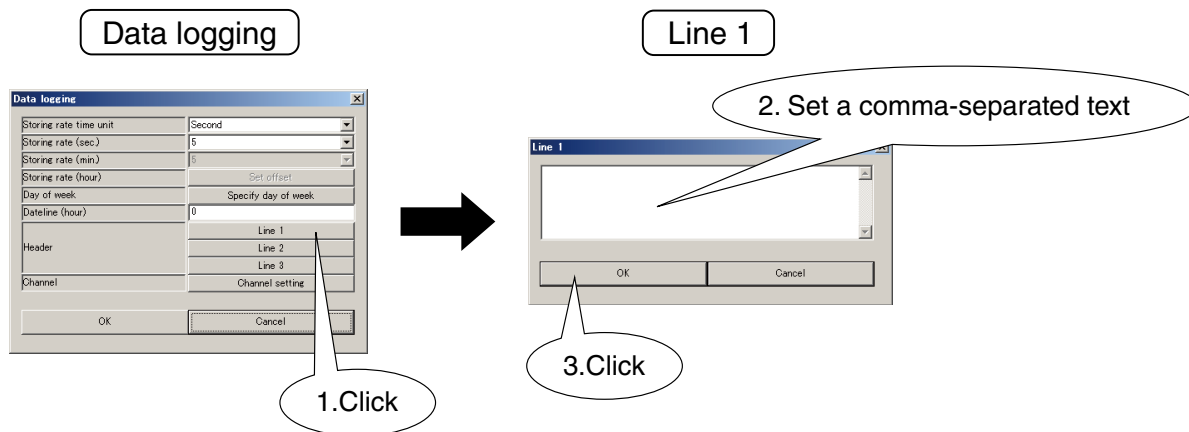 Data logging
Data logging
Storing rate time unit
Second
Storing rate (sec.)
5
Storing rate (min.)
5
Storing rate (hour)
Set offset
Day of week
Specify day of week
Dateline (hour)
0
Header
Line 1
Line 2
Line 3
Channel
Channel setting
OK
Cancel
1.Click
Line 1
2. Set a comma-separated text
Line 1
OK
Cancel
3.Click